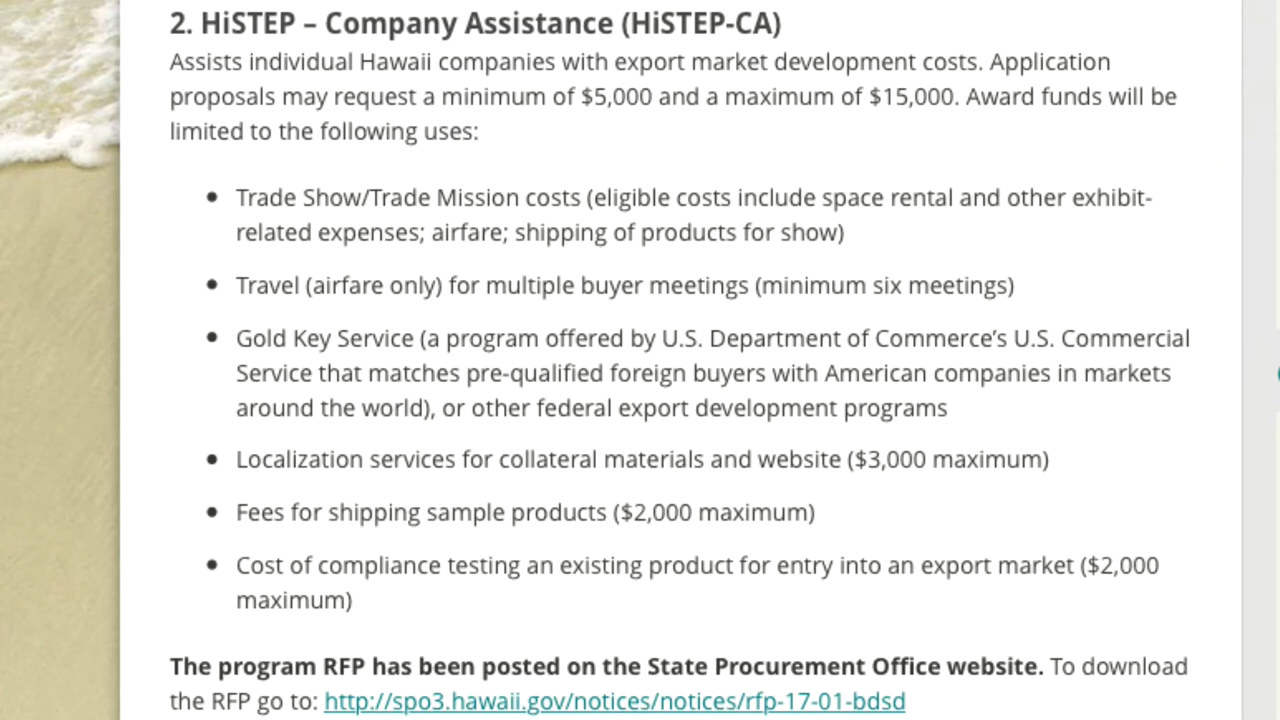 2. HiSTEP – Company Assistance (HiSTEP-CA)
Assists individual Hawaii companies with export market development costs. Application
proposals may request a minimum of $5,000 and a maximum of $15,000. Award funds will be
limited to the following uses:
• Trade Show/Trade Mission costs (eligible costs include space rental and other exhibit-
related expenses; airfare; shipping of products for show)
• Travel (airfare only) for multiple buyer meetings (minimum six meetings)
• Gold Key Service (a program offered by U.S. Department of Commerce’s U.S. Commercial
Service that matches pre-qualified foreign buyers with American companies in markets
around the world), or other federal export development programs
• Localization services for collateral materials and website ($3,000 maximum)
• Fees for shipping sample products ($2,000 maximum)
• Cost of compliance testing an existing product for entry into an export market ($2,000
maximum)
The program RFP has been posted on the State Procurement Office website. To download
the RFP go to: http://spo3.hawaii.gov/notices/notices/rfp-17-01-bdsd